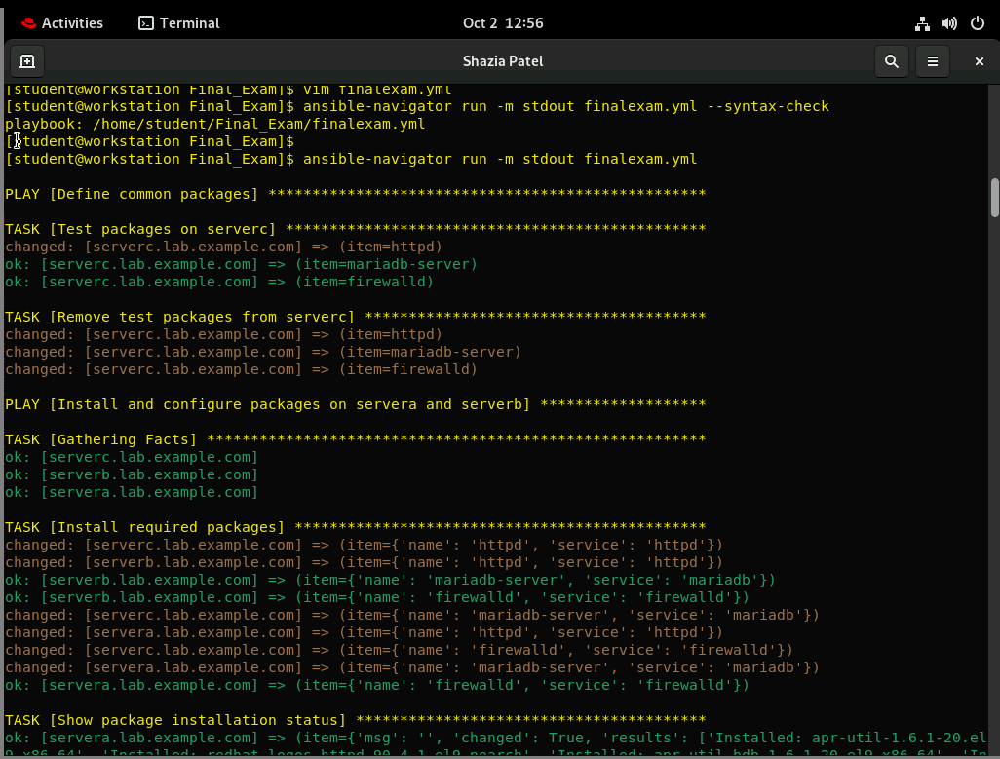 Activities Terminal Oct 2 12:56
Shazia Patel
[student@workstation Final_Exam]$ vim finalexam.yml
[student@workstation Final_Exam]$ ansible-navigator run -m stdout finalexam.yml --syntax-check
playbook: /home/student/Final_Exam/finalexam.yml
[student@workstation Final_Exam]$
[student@workstation Final_Exam]$ ansible-navigator run -m stdout finalexam.yml
PLAY [Define common packages] **************************************************
TASK [Test packages on serverc] ************************************************
changed: [serverc.lab.example.com] => (item=httpd)
ok: [serverc.lab.example.com] => (item=mariadb-server)
ok: [serverc.lab.example.com] => (item=firewalld)
TASK [Remove test packages from serverc] ***************************************
changed: [serverc.lab.example.com] => (item=httpd)
changed: [serverc.lab.example.com] => (item=mariadb-server)
changed: [serverc.lab.example.com] => (item=firewalld)
PLAY [Install and configure packages on servera and serverb] *******************
TASK [Gathering Facts] *********************************************************
ok: [serverc.lab.example.com]
ok: [serverb.lab.example.com]
ok: [servera.lab.example.com]
TASK [Install required packages] ***********************************************
changed: [serverc.lab.example.com] => (item={'name': 'httpd', 'service': 'httpd'})
changed: [serverb.lab.example.com] => (item={'name': 'httpd', 'service': 'httpd'})
ok: [serverb.lab.example.com] => (item={'name': 'mariadb-server', 'service': 'mariadb'})
ok: [serverb.lab.example.com] => (item={'name': 'firewalld', 'service': 'firewalld'})
changed: [serverc.lab.example.com] => (item={'name': 'mariadb-server', 'service': 'mariadb'})
changed: [servera.lab.example.com] => (item={'name': 'httpd', 'service': 'httpd'})
changed: [serverc.lab.example.com] => (item={'name': 'firewalld', 'service': 'firewalld'})
changed: [servera.lab.example.com] => (item={'name': 'mariadb-server', 'service': 'mariadb'})
ok: [servera.lab.example.com] => (item={'name': 'firewalld', 'service': 'firewalld'})
TASK [Show package installation status] ****************************************
ok: [servera.lab.example.com] => (item={'msg': '', 'changed': True, 'results': ['Installed: apr-util-1.6.1-20.el
9.x86_64', 'Installed: redhat-logos-httpd-90.4-1.el9.noarch', 'Installed: apr-util-bdb-1.6.1-20.el9.x86_64', 'In